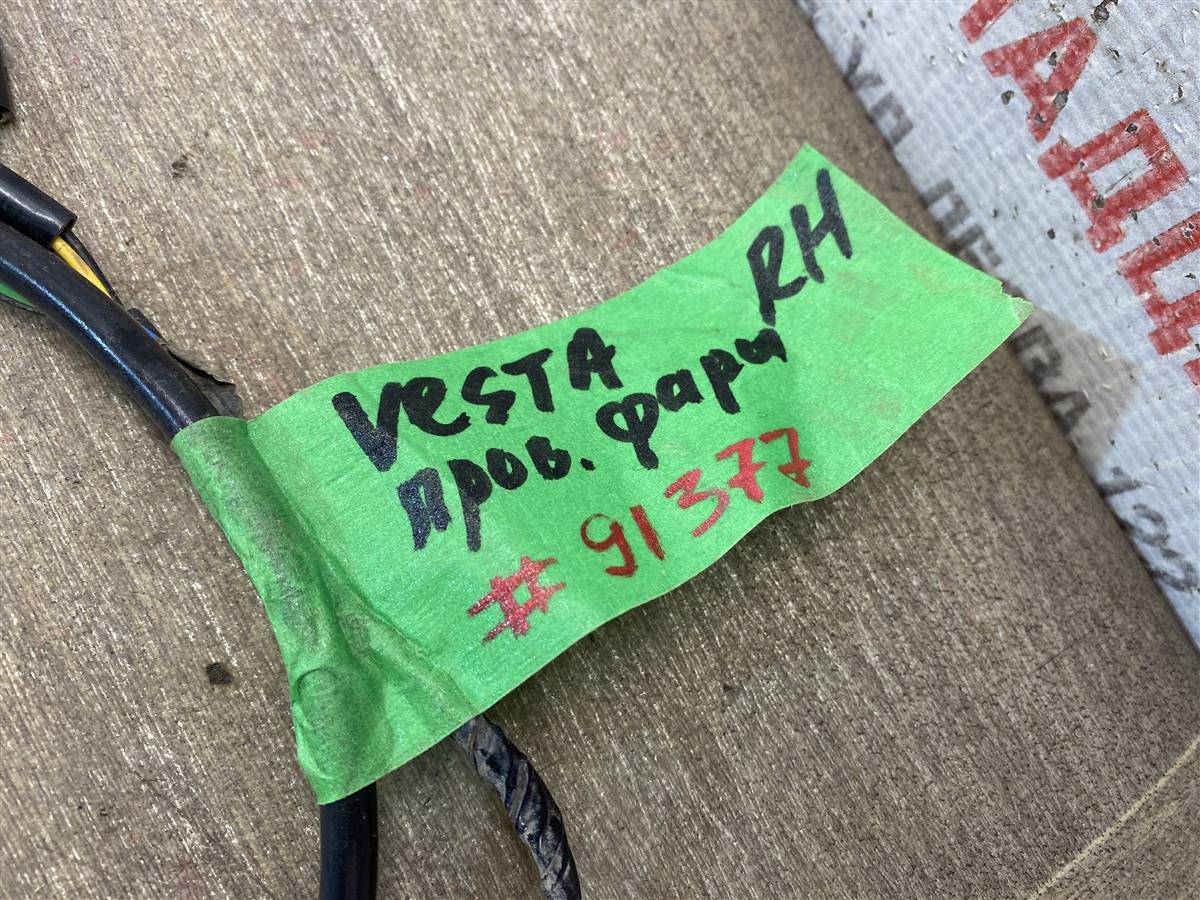 VeSTA RH
пров. фары
# 91377